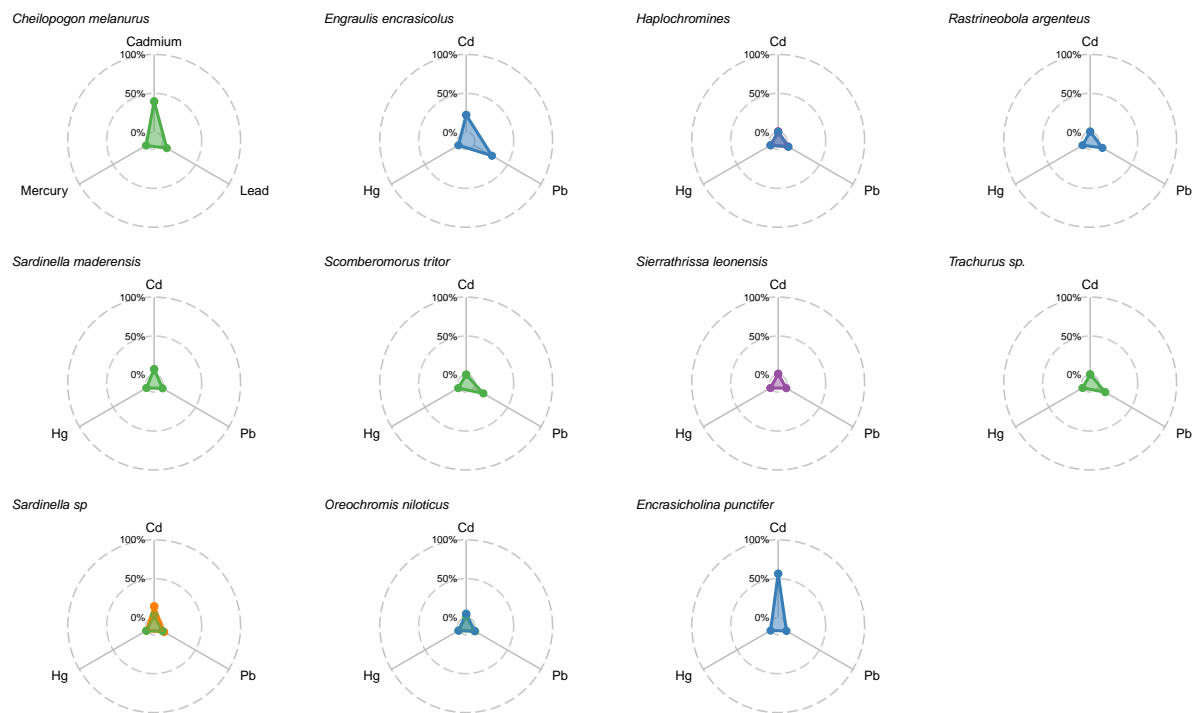 Cheilopogon melanurus
Cadmium
100%
50%
0%
Mercury
Lead
Engraulis encrasicolus
Cd
100%
50%
0%
Hg
Pb
Haplochromines
Cd
100%
50%
0%
Hg
Pb
Rastrineobola argenteus
Cd
100%
50%
0%
Hg
Pb
Sardinella maderensis
Cd
100%
50%
0%
Hg
Pb
Scomberomorus tritor
Cd
100%
50%
0%
Hg
Pb
Sierrathrissa leonensis
Cd
100%
50%
0%
Hg
Pb
Trachurus sp.
Cd
100%
50%
0%
Hg
Pb
Sardinella sp
Cd
100%
50%
0%
Hg
Pb
Oreochromis niloticus
Cd
100%
50%
0%
Hg
Pb
Encrasicholina punctifer
Cd
100%
50%
0%
Hg
Pb